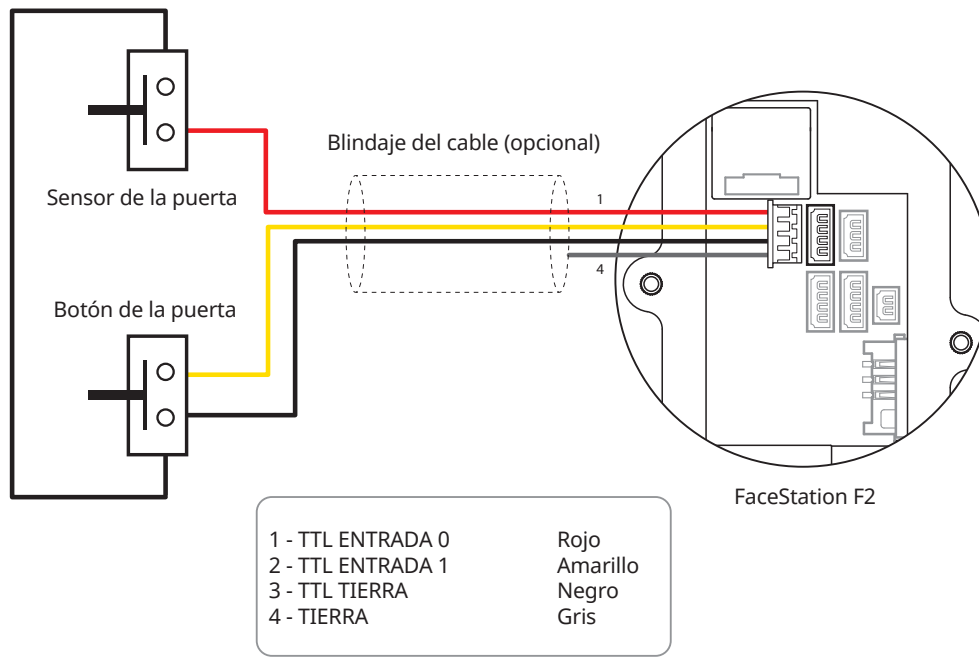 Blindaje del cable (opcional)
Sensor de la puerta
1
4
Botón de la puerta
FaceStation F2
1 - TTL ENTRADA 0 Rojo
2 - TTL ENTRADA 1 Amarillo
3 - TTL TIERRA Negro
4 - TIERRA Gris